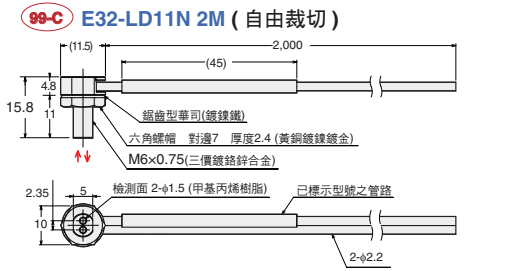 99-C E32-LD11N 2M ( 自由裁切 )
(11.5)
2,000
(45)
4.8
15.8
11
鋸齒型華司(鍍鎳鐵)
六角螺帽 對邊7 厚度2.4 (黃銅鍍鎳鍍金)
M6×0.75(三價鍍鉻鋅合金)
2.35
5
檢測面 2-φ1.5 (甲基丙烯樹脂)
已標示型號之管路
10
2-φ2.2